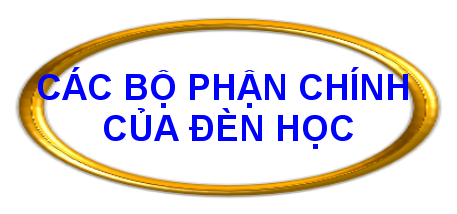 CÁC BỘ PHẬN CHÍNH
CỦA ĐÈN HỌC